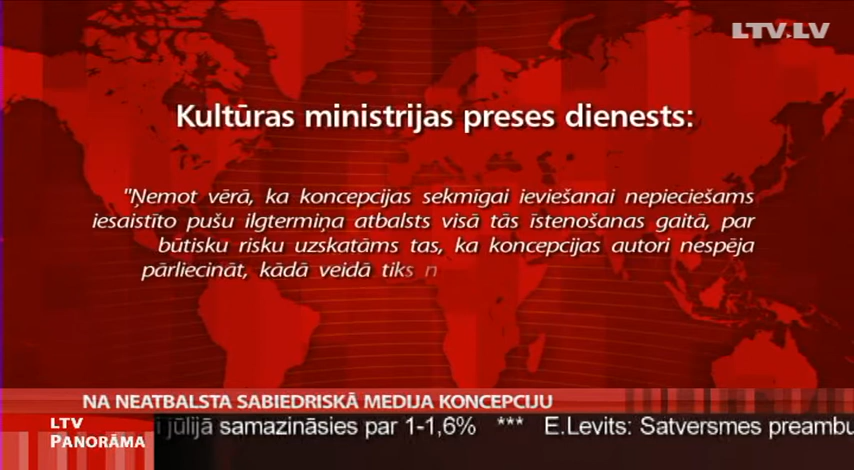 LTV.LV
Kultūras ministrijas preses dienests:
"Ņemot vērā, ka koncepcijas sekmīgai ieviešanai nepieciešams
iesaistīto pušu ilgtermiņa atbalsts visā tās īstenošanas gaitā, par
būtisku risku uzskatāms tas, ka koncepcijas autori nespēja
pārliecināt, kādā veidā tiks n
NA NEATBALSTA SABIEDRISKĀ MEDIJA KONCEPCIJU
LTV
PANORĀMA
i jūlijā samazināsies par 1-1,6% *** E.Levits: Satversmes preambu